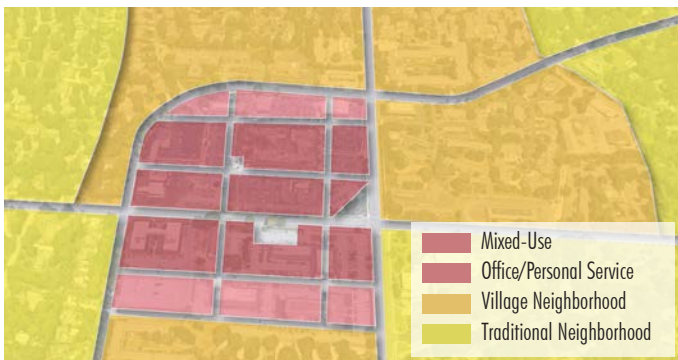 Mixed-Use
Office/Personal Service
Village Neighborhood
Traditional Neighborhood